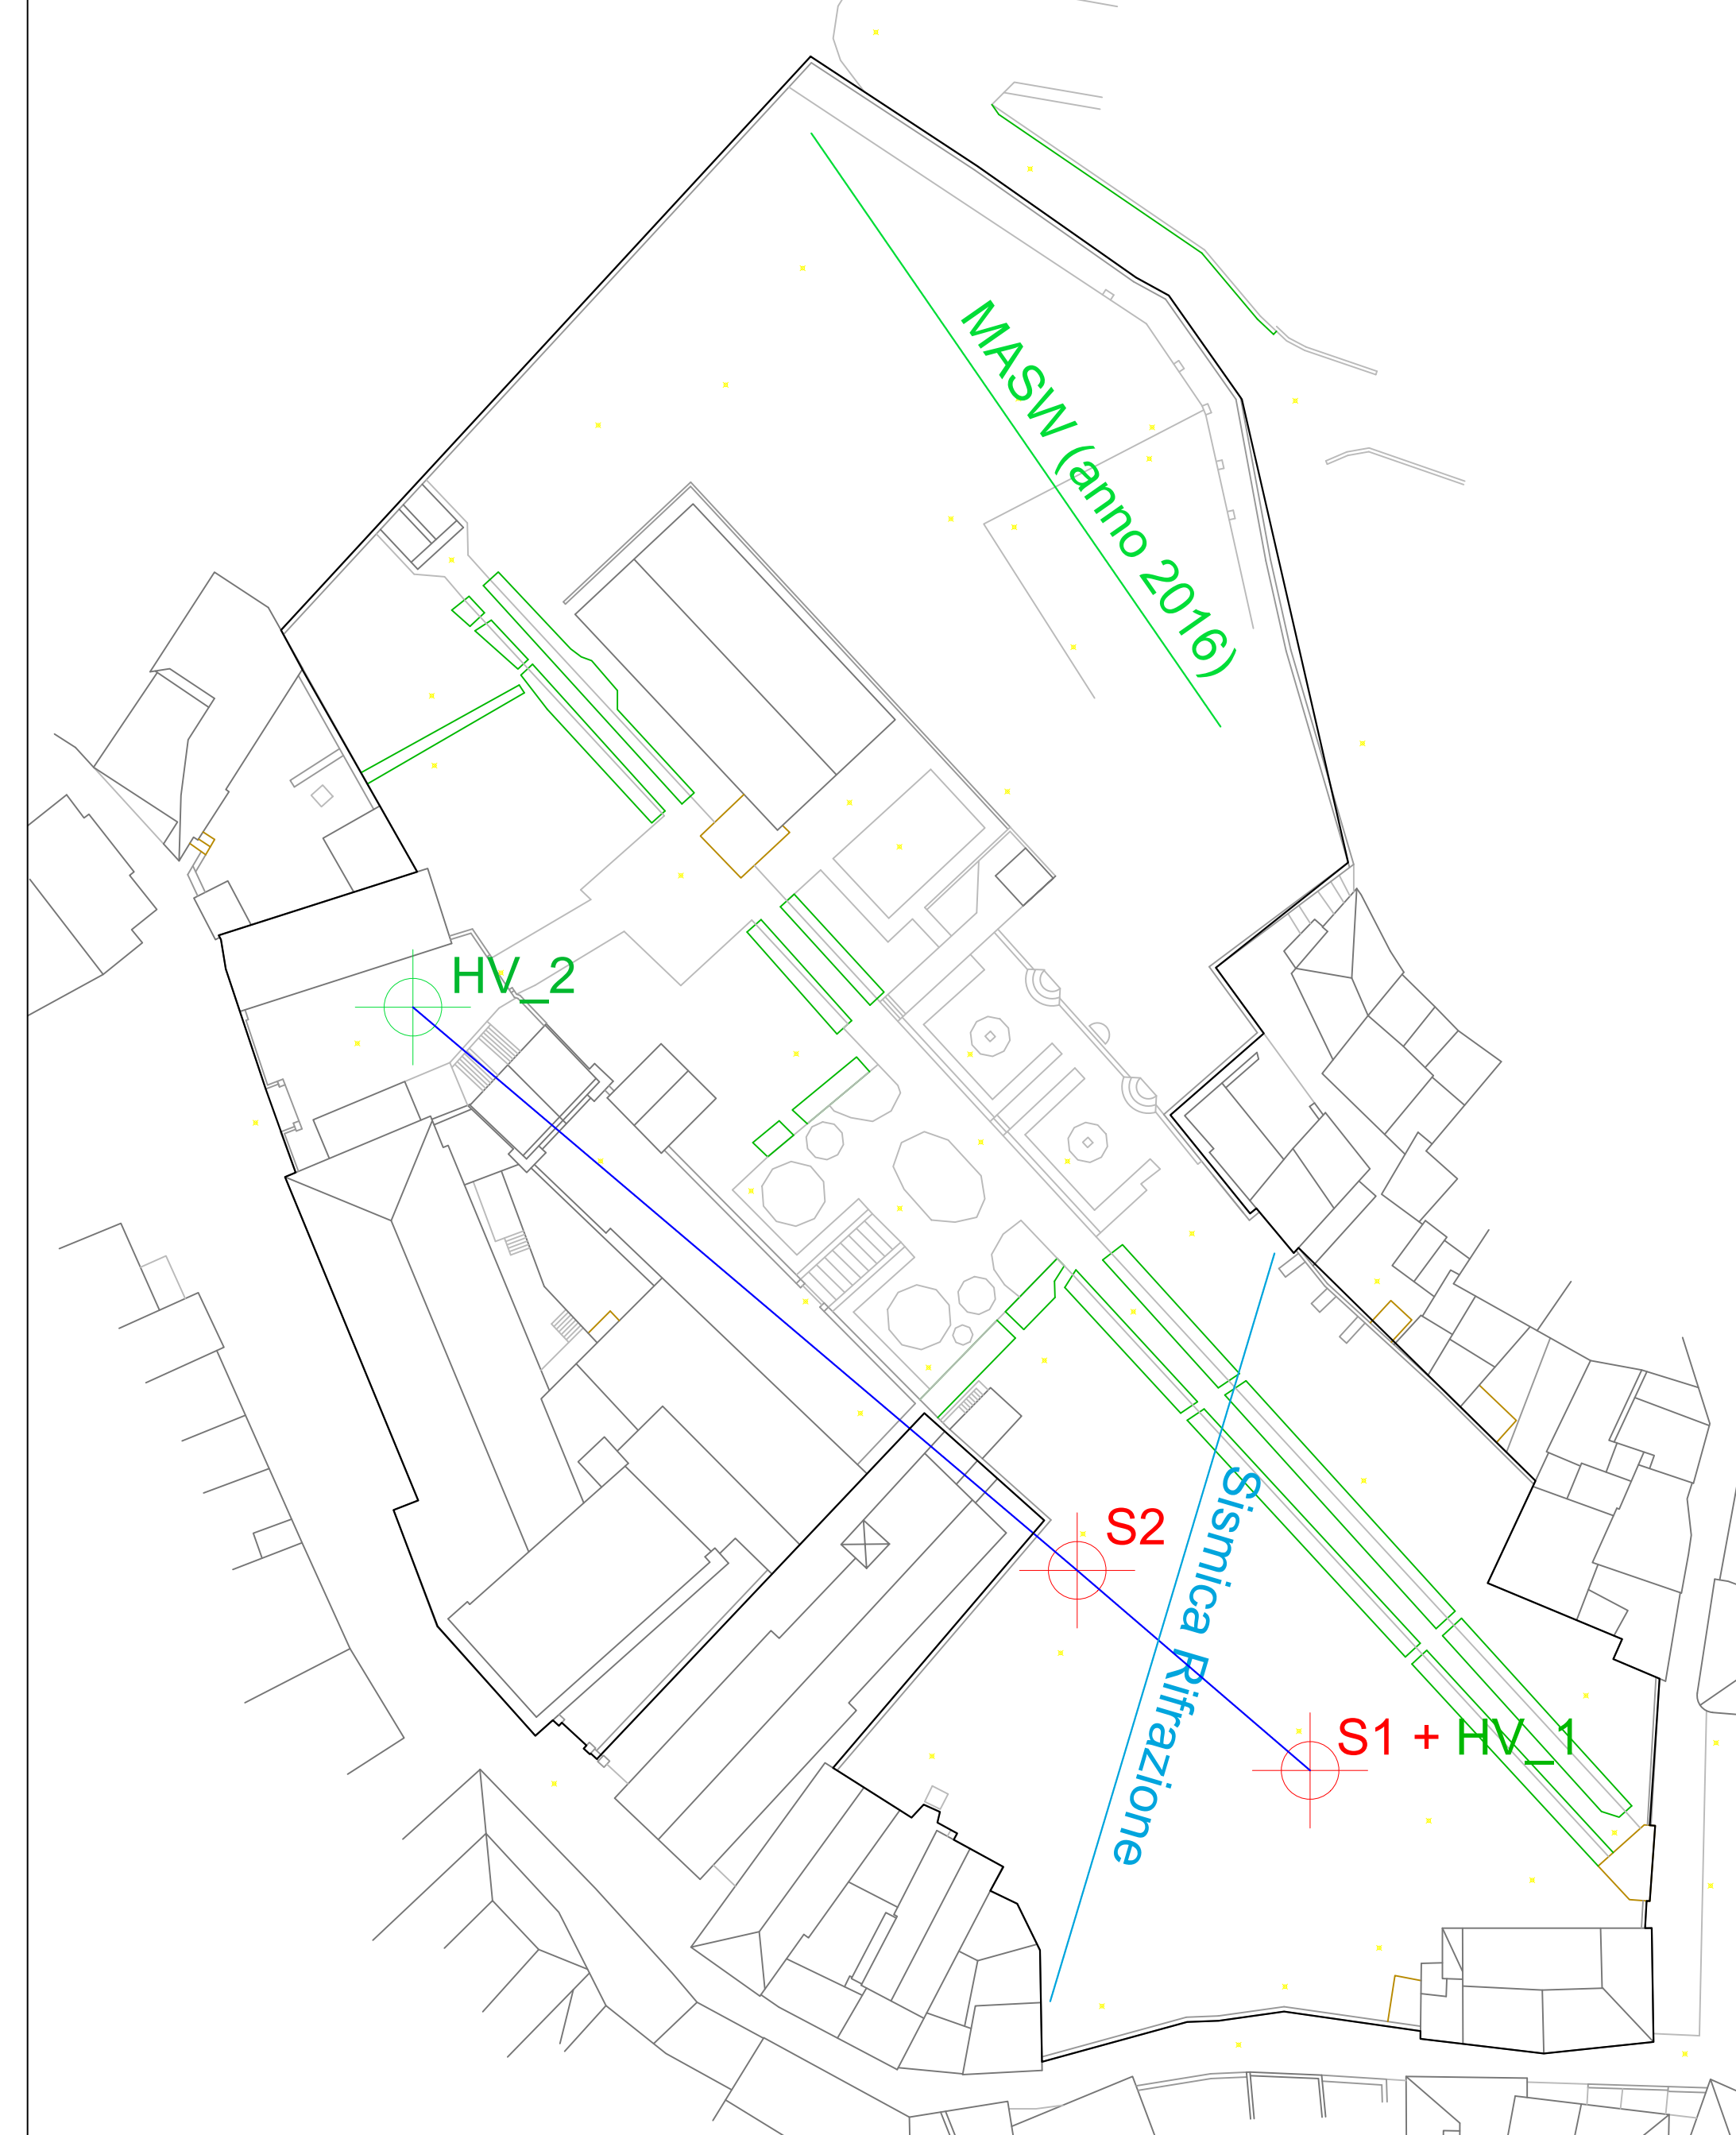 MASW (anno 2016)
HV_2
S2
Sismica Rifrazione
S1 + HV_1